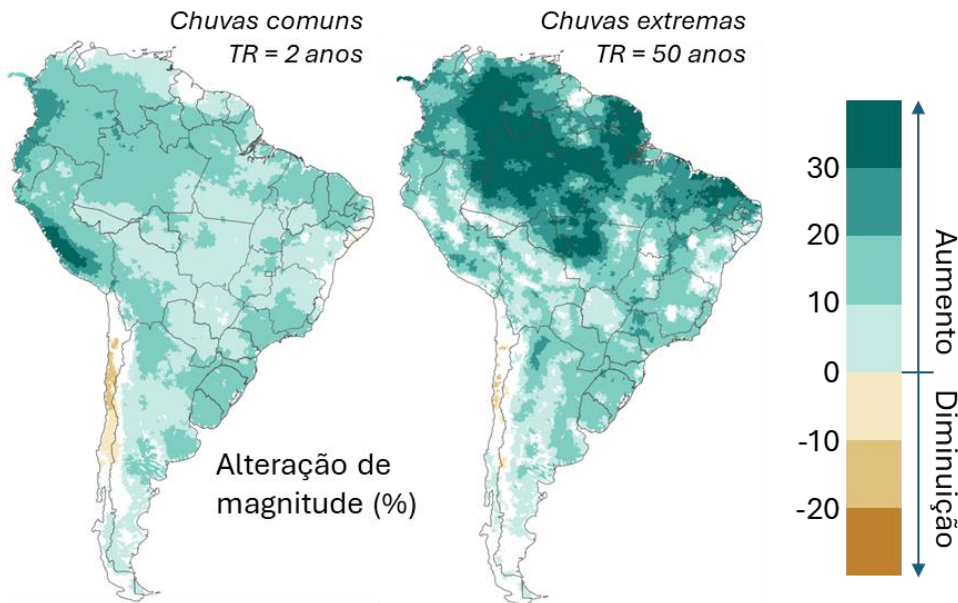 Chuvas comuns
TR = 2 anos
Chuvas extremas
TR = 50 anos
Alteração de
magnitude (%)
30
20
10
0
-10
-20
Aumento
Diminuição